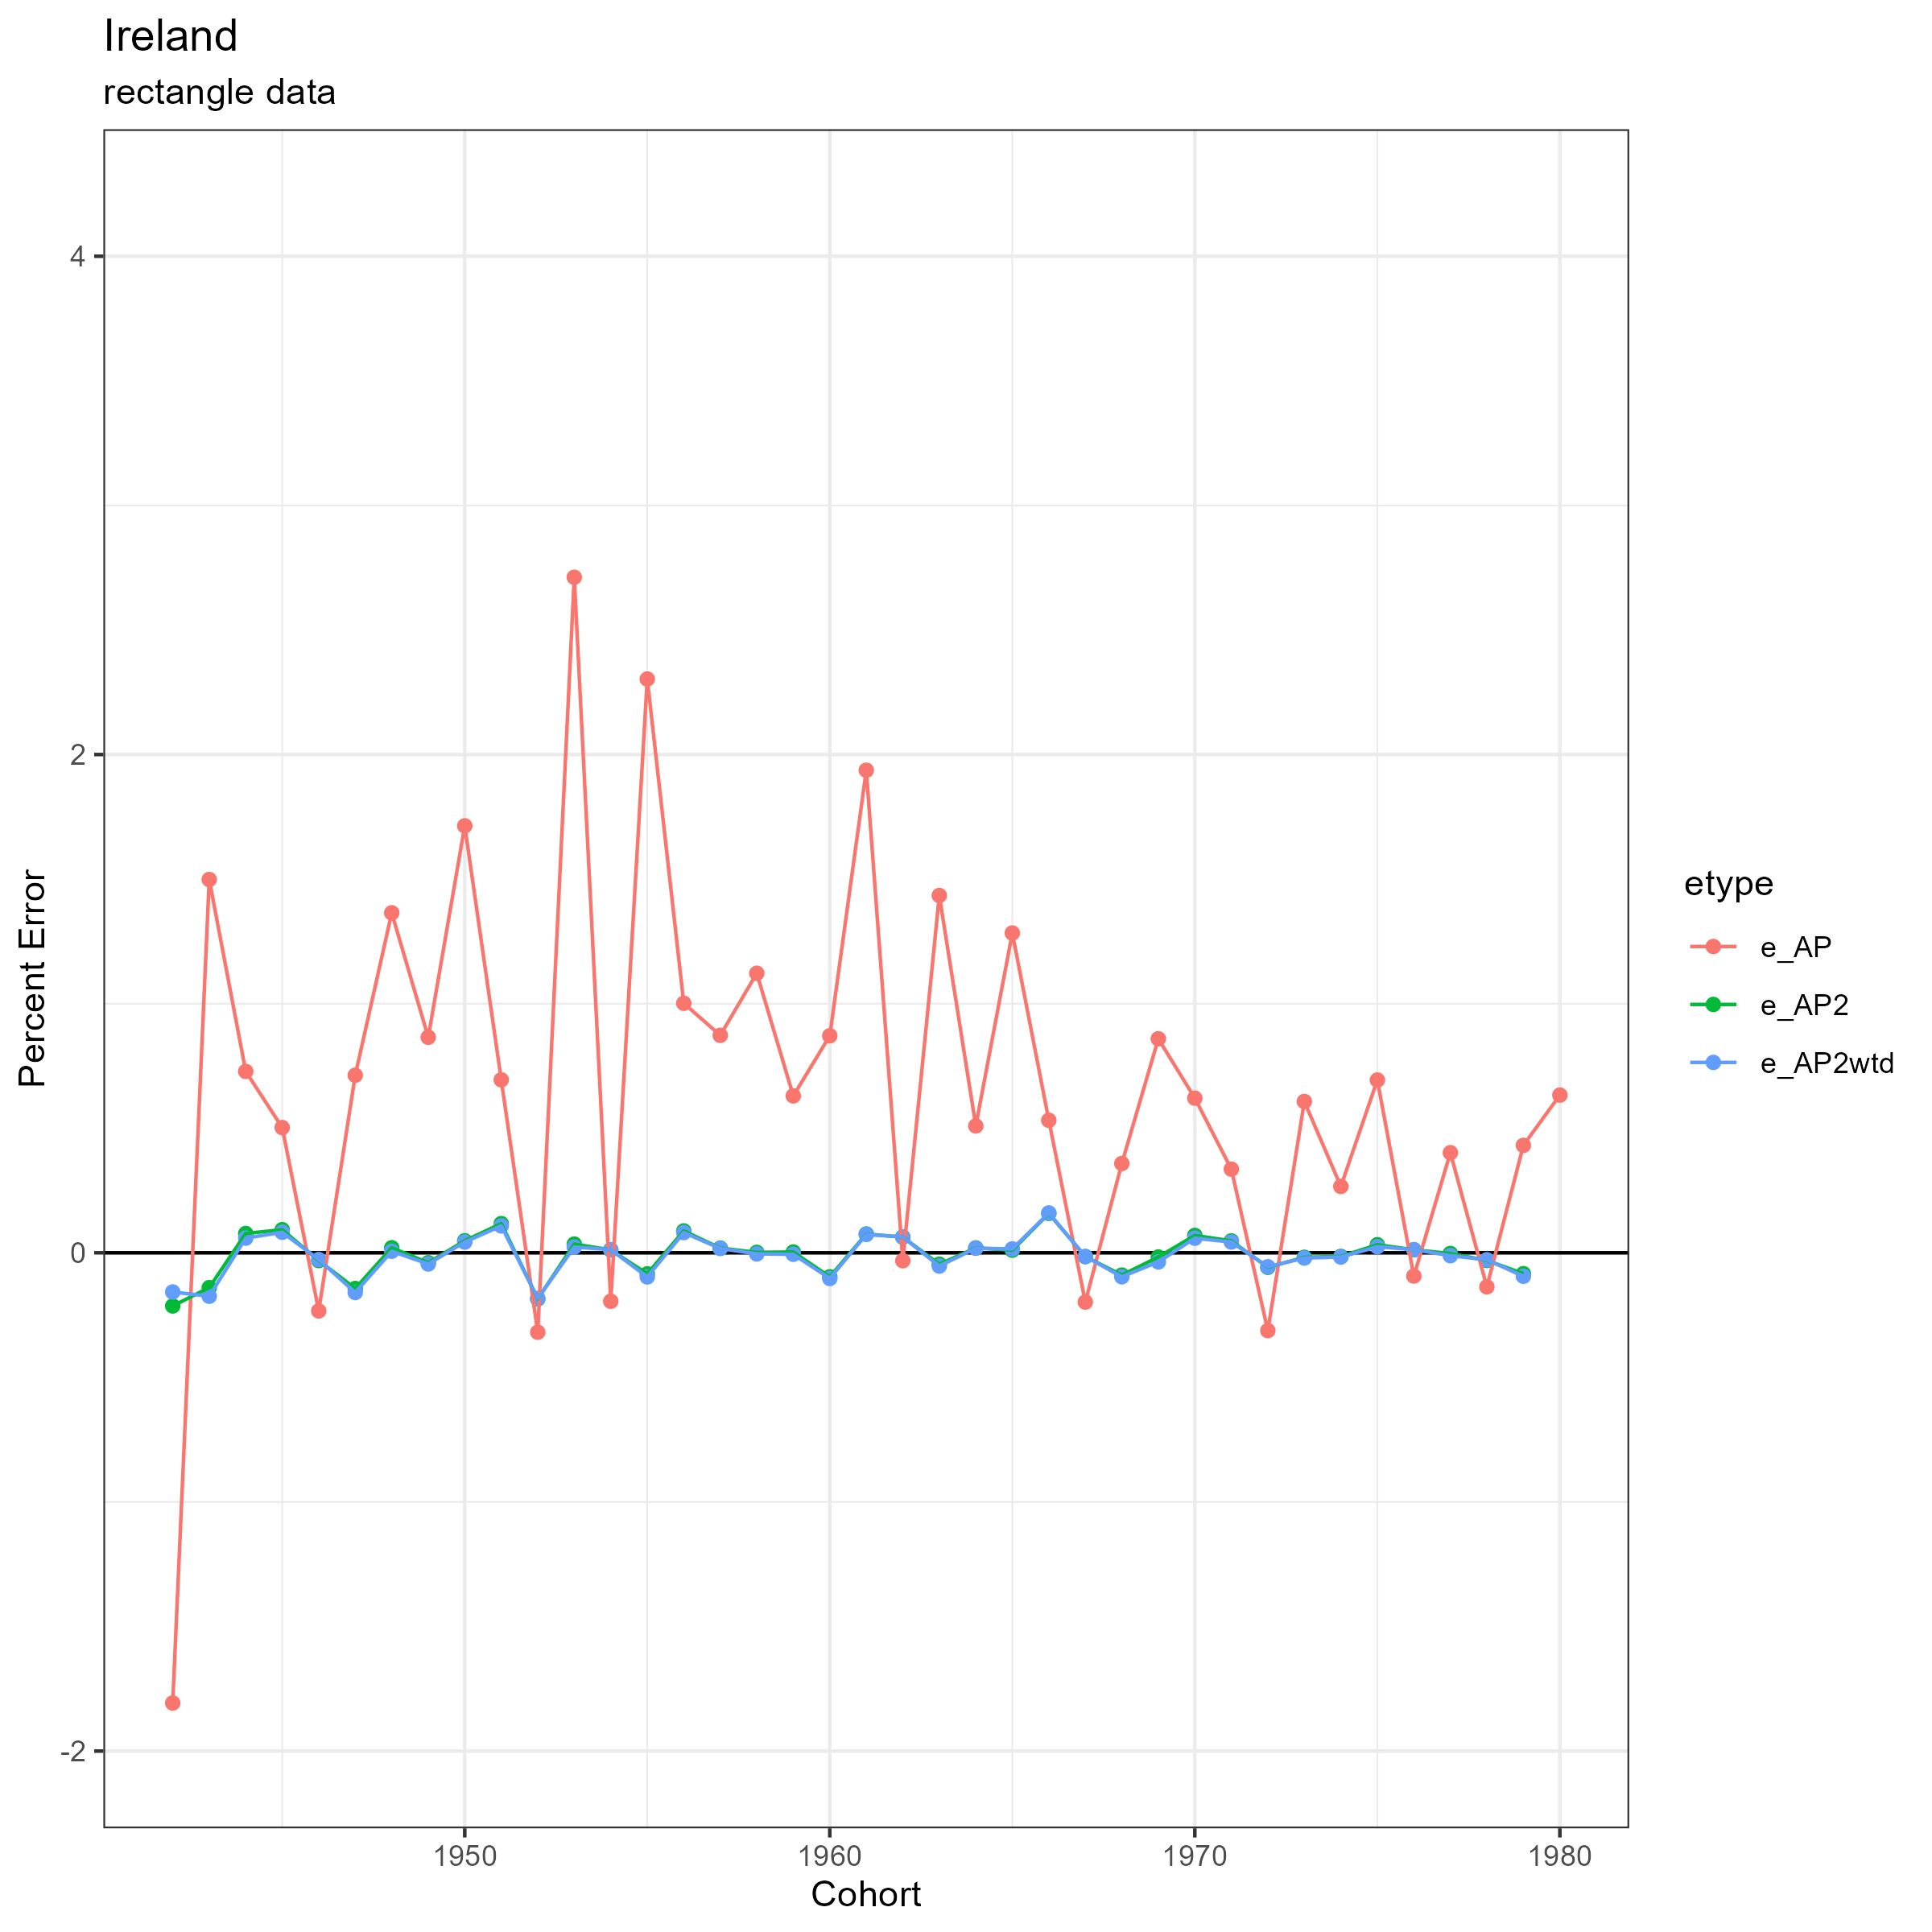 Ireland
rectangle data
4
2
0
-2
Percent Error
1950
1960
1970
1980
Cohort
etype
e_AP
e_AP2
e_AP2wtd